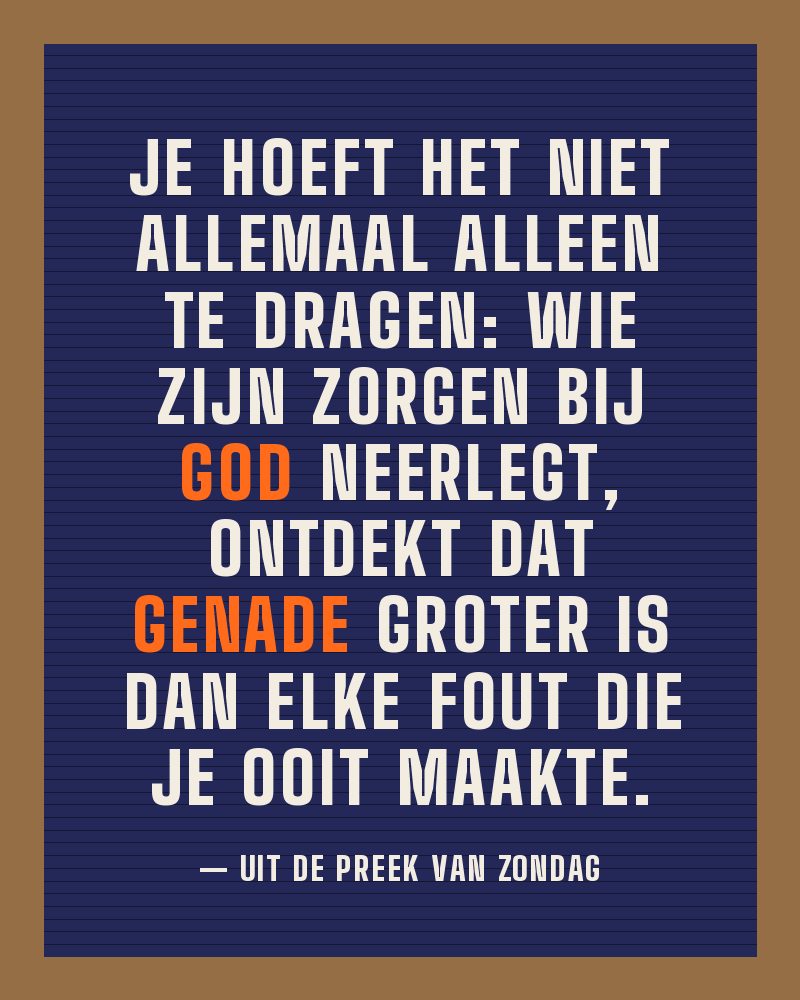 JE HOEFT HET NIET
ALLEMAAL ALLEEN
TE DRAGEN: WIE
ZIJN ZORGEN BIJ
GOD NEERLEGT,
ONTDEKT DAT
GENADE GROTER IS
DAN ELKE FOUT DIE
JE OOIT MAAKTE.
— UIT DE PREEK VAN ZONDAG